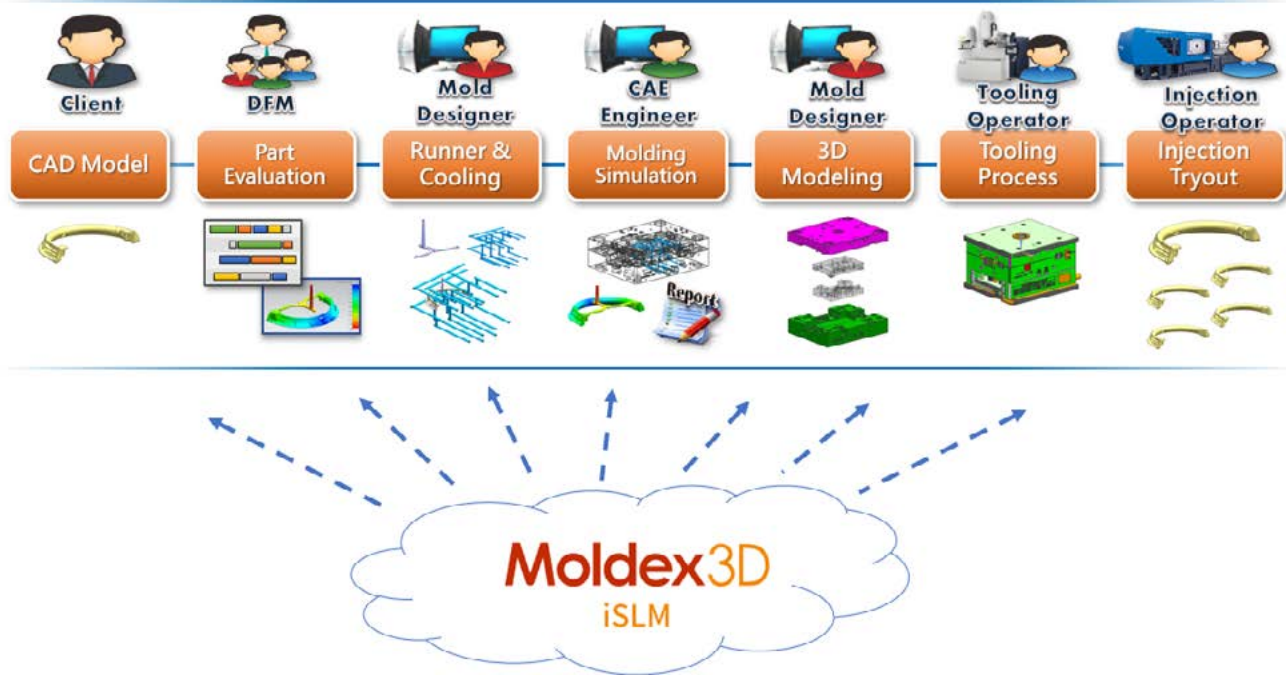 Client
DFM
Mold
Designer
CAE
Engineer
Mold
Designer
Tooling
Operator
Injection
Operator
CAD Model
Part
Evaluation
Runner &
Cooling
Molding
Simulation
3D
Modeling
Tooling
Process
Injection
Tryout
Report
Moldex3D
iSLM